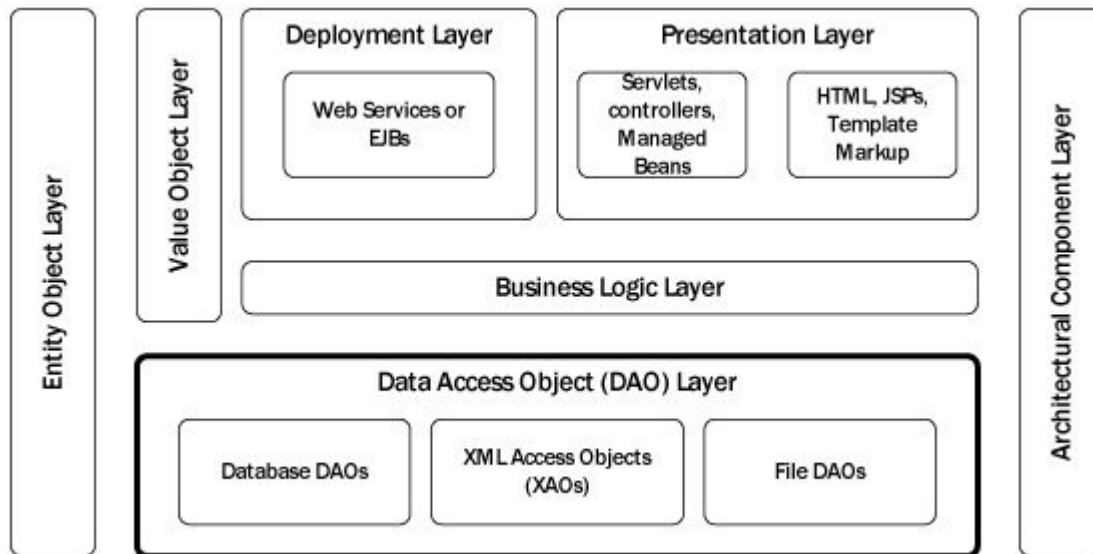 Entity Object Layer
Value Object Layer
Deployment Layer
Web Services or
EJBs
Presentation Layer
Servlets,
controllers,
Managed
Beans
HTML, JSPs,
Template
Markup
Business Logic Layer
Data Access Object (DAO) Layer
Database DAOs
XML Access Objects
(XAOs)
File DAOs
Architectural Component Layer